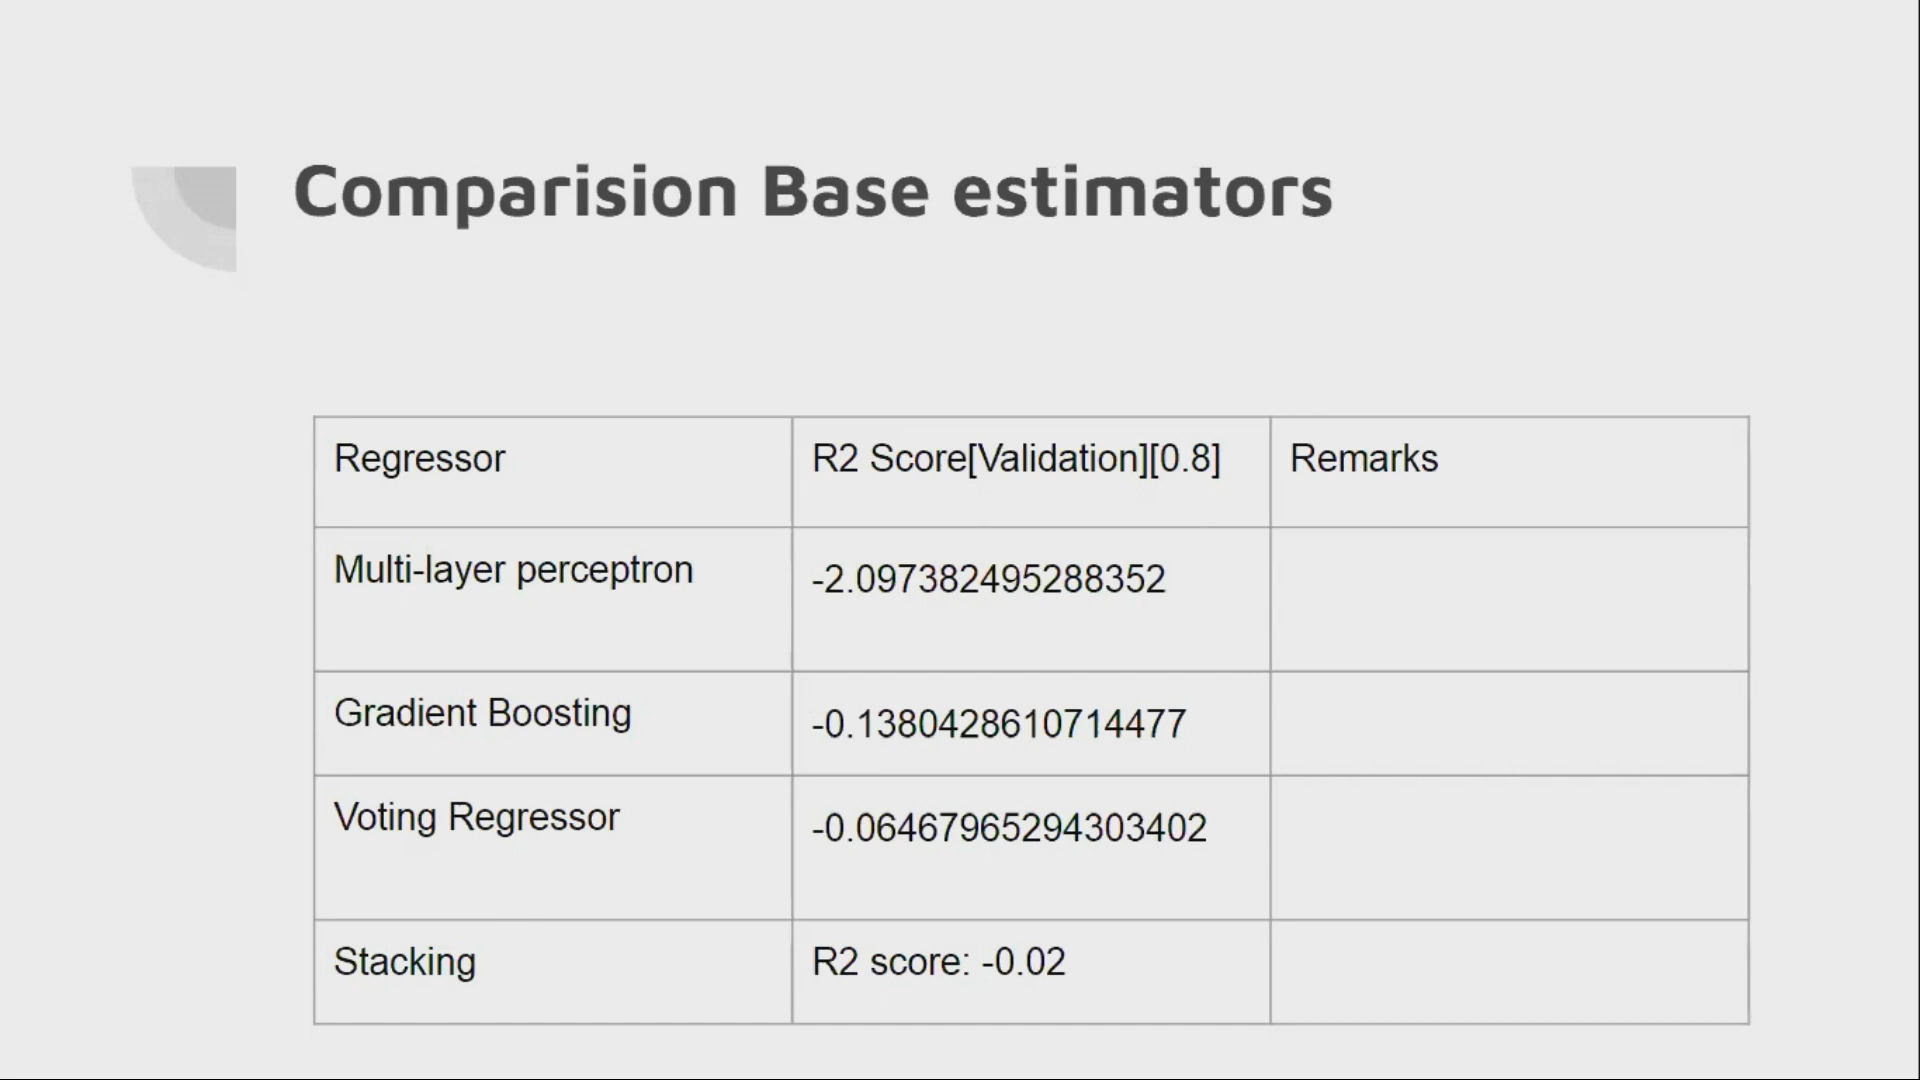 Comparision Base estimators
Regressor
R2 Score[Validation][0.8]
Remarks
Multi-layer perceptron
-2.097382495288352
Gradient Boosting
-0.1380428610714477
Voting Regressor
-0.06467965294303402
Stacking
R2 score: -0.02